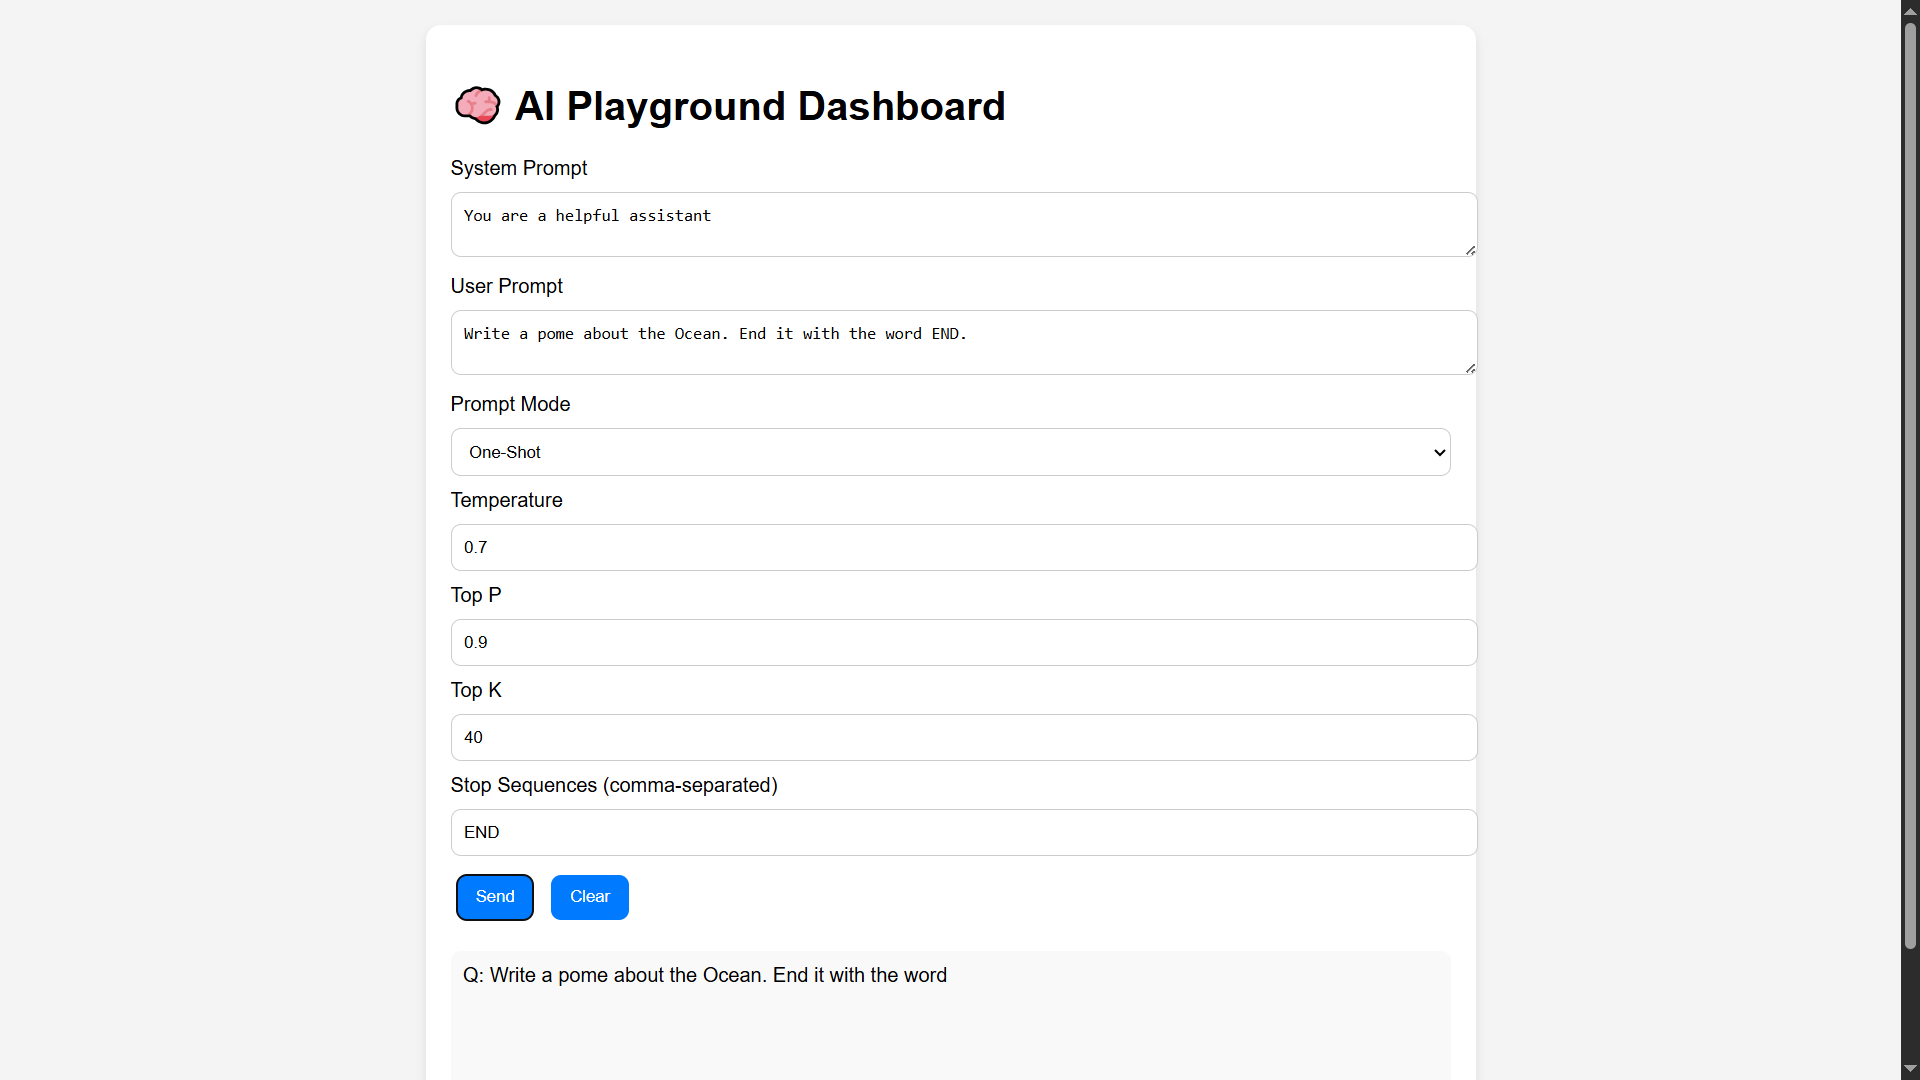 AI Playground Dashboard
System Prompt
You are a helpful assistant
User Prompt
Write a pome about the Ocean. End it with the word END.
Prompt Mode
One-Shot
Temperature
0.7
Top P
0.9
Top K
40
Stop Sequences (comma-separated)
END
Send Clear
Q: Write a pome about the Ocean. End it with the word